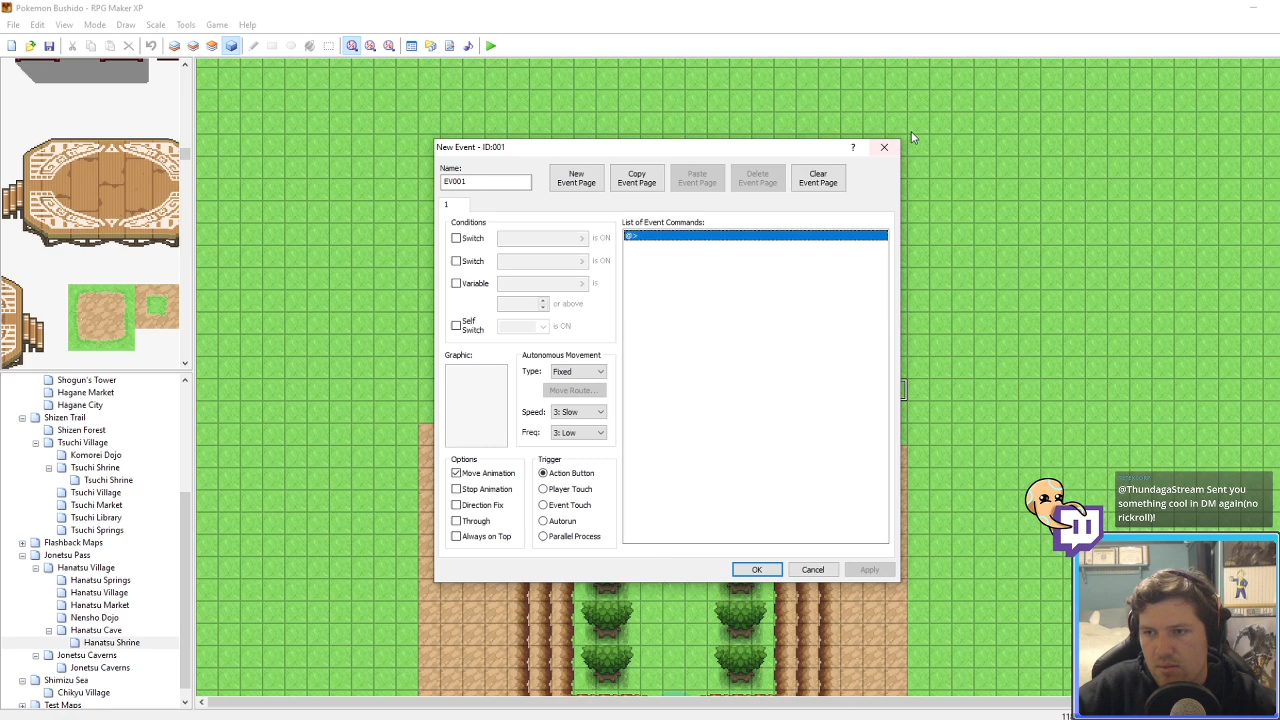 Pokemon Bushido - RPG Maker XP
File Edit View Mode Draw Scale Tools Game Help
New Event - ID:001
Name:
EV001
New Event Page
Copy Event Page
Paste Event Page
Delete Event Page
Clear Event Page
1
Conditions
Switch is ON
Switch is ON
Variable is
or above
Self Switch is ON
Graphic:
Autonomous Movement
Type: Fixed
Move Route...
Speed: 3: Slow
Freq: 3: Low
Options
Move Animation
Stop Animation
Direction Fix
Through
Always on Top
Trigger
Action Button
Player Touch
Event Touch
Autorun
Parallel Process
List of Event Commands:
@>
OK
Cancel
Apply
Shogun's Tower
Hagane Market
Hagane City
Shizen Trail
Shizen Forest
Tsuchi Village
Komorei Dojo
Tsuchi Shrine
Tsuchi Shrine
Tsuchi Village
Tsuchi Market
Tsuchi Library
Tsuchi Springs
Flashback Maps
Jonetsu Pass
Hanatsu Village
Hanatsu Springs
Hanatsu Village
Hanatsu Market
Nensho Dojo
Hanatsu Cave
Hanatsu Shrine
Jonetsu Caverns
Jonetsu Caverns
Shimizu Sea
Chikyu Village
Test Maps
@ThundagaStream Sent you
something cool in DM again(no
rickroll)!